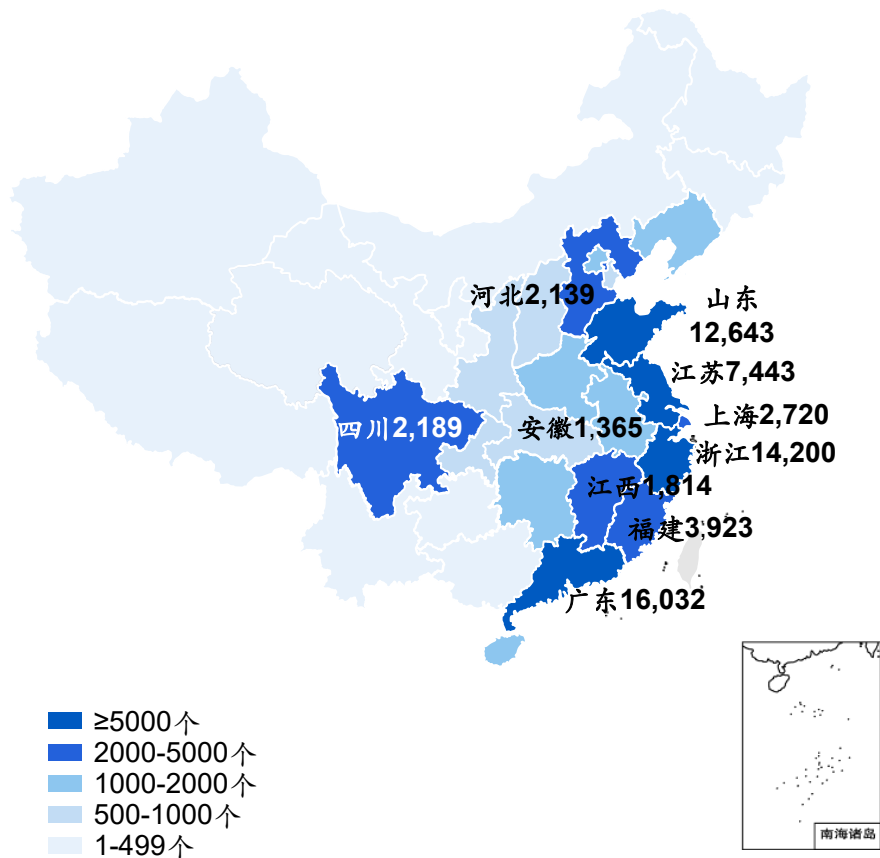 河北2,139
山东
12,643
江苏7,443
四川2,189
安徽1,365
上海2,720
浙江14,200
江西1,814
福建3,923
广东16,032
≥5000个
2000-5000个
1000-2000个
500-1000个
1-499个
南海诸岛